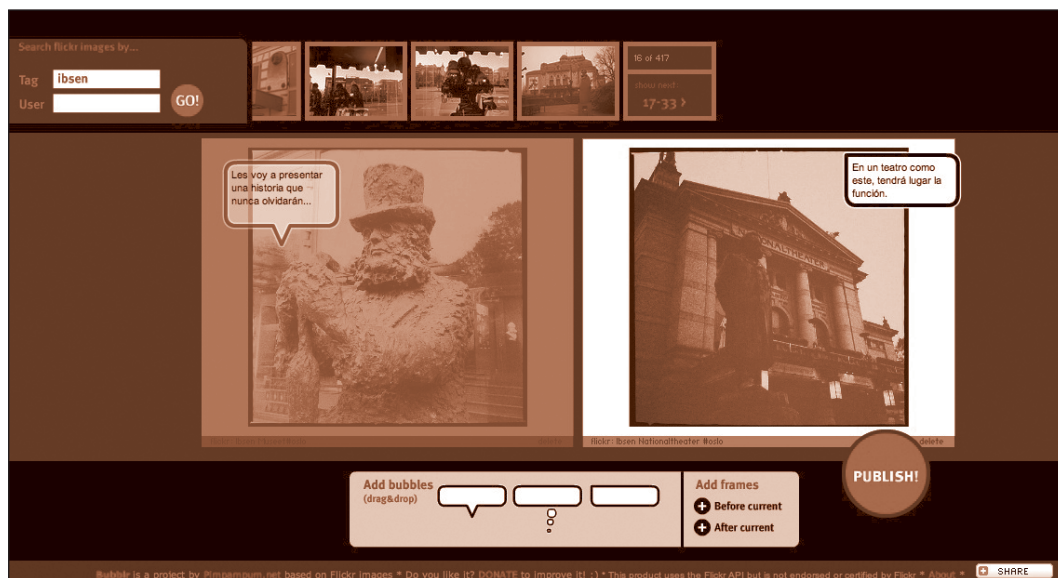 Search flickr images by...
Tag ibsen
User
GO!
16 of 417
show next:
17-33 >
Les voy a presentar
una historia que
nunca olvidarán...
En un teatro como
este, tendrá lugar la
función.
NATIONALTHEATER
delete
flickr: Ibsen Nationaltheater #oslo
delete
PUBLISH!
Add bubbles
(drag&drop)
Add frames
Before current
After current
Bubblr is a project by Pimpampum.net based on Flickr images * Do you like it? DONATE to improve it! :) * This product uses the Flickr API but is not endorsed or certified by Flickr * About *
SHARE